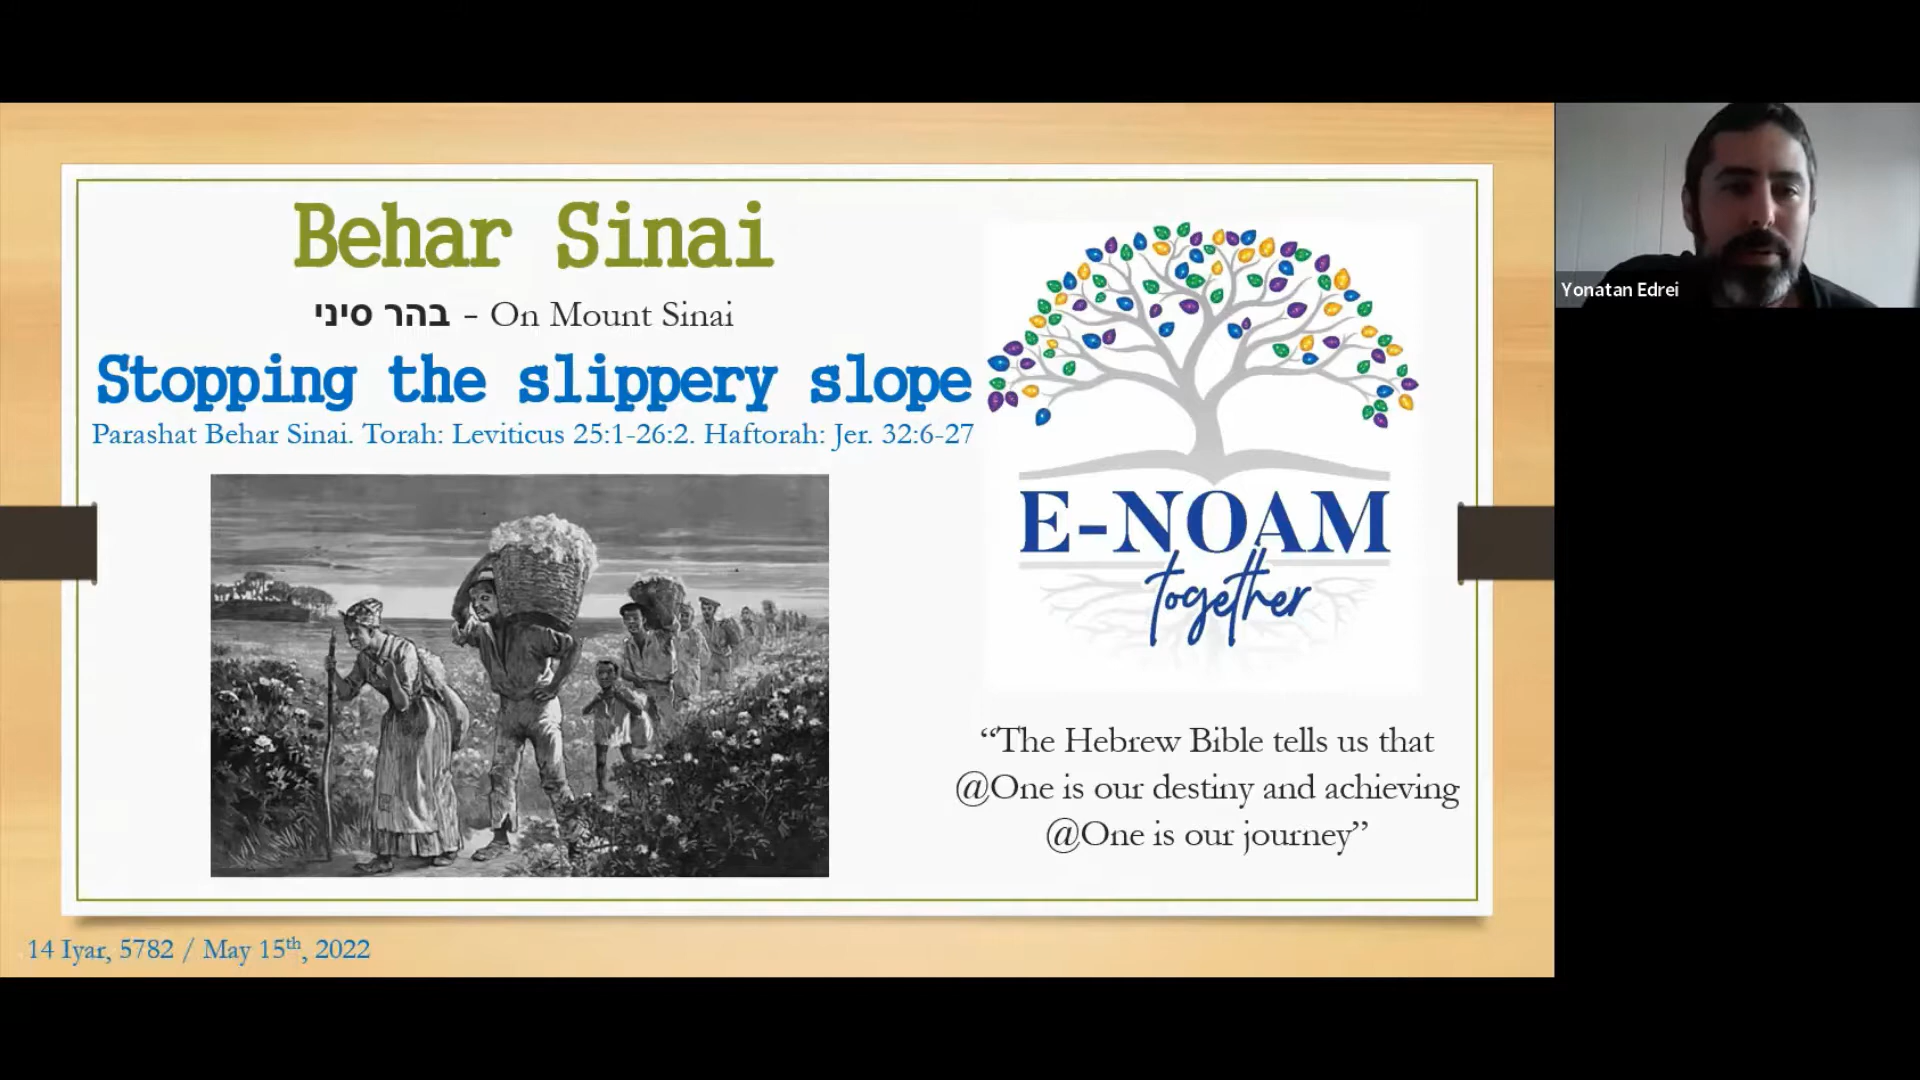 Behar Sinai
בהר סיני – On Mount Sinai
Stopping the slippery slope
Parashat Behar Sinai. Torah: Leviticus 25:1-26:2. Haftorah: Jer. 32:6-27
E-NOAM
together
“The Hebrew Bible tells us that
@One is our destiny and achieving
@One is our journey”
14 Iyar, 5782 / May 15th, 2022
Yonatan Edrei